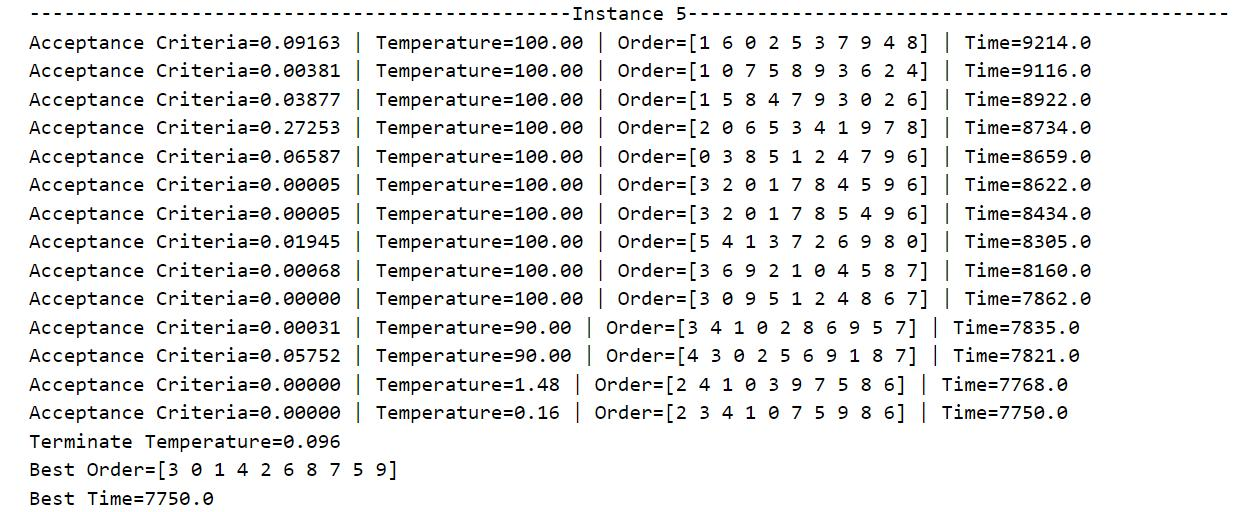 -----------------------------------------------Instance 5-----------------------------------------------
Acceptance Criteria=0.09163 | Temperature=100.00 | Order=[1 6 0 2 5 3 7 9 4 8] | Time=9214.0
Acceptance Criteria=0.00381 | Temperature=100.00 | Order=[1 0 7 5 8 9 3 6 2 4] | Time=9116.0
Acceptance Criteria=0.03877 | Temperature=100.00 | Order=[1 5 8 4 7 9 3 0 2 6] | Time=8922.0
Acceptance Criteria=0.27253 | Temperature=100.00 | Order=[2 0 6 5 3 4 1 9 7 8] | Time=8734.0
Acceptance Criteria=0.06587 | Temperature=100.00 | Order=[0 3 8 5 1 2 4 7 9 6] | Time=8659.0
Acceptance Criteria=0.00005 | Temperature=100.00 | Order=[3 2 0 1 7 8 4 5 9 6] | Time=8622.0
Acceptance Criteria=0.00005 | Temperature=100.00 | Order=[3 2 0 1 7 8 5 4 9 6] | Time=8434.0
Acceptance Criteria=0.01945 | Temperature=100.00 | Order=[5 4 1 3 7 2 6 9 8 0] | Time=8305.0
Acceptance Criteria=0.00068 | Temperature=100.00 | Order=[3 6 9 2 1 0 4 5 8 7] | Time=8160.0
Acceptance Criteria=0.00000 | Temperature=100.00 | Order=[3 0 9 5 1 2 4 8 6 7] | Time=7862.0
Acceptance Criteria=0.00031 | Temperature=90.00 | Order=[3 4 1 0 2 8 6 9 5 7] | Time=7835.0
Acceptance Criteria=0.05752 | Temperature=90.00 | Order=[4 3 0 2 5 6 9 1 8 7] | Time=7821.0
Acceptance Criteria=0.00000 | Temperature=1.48 | Order=[2 4 1 0 3 9 7 5 8 6] | Time=7768.0
Acceptance Criteria=0.00000 | Temperature=0.16 | Order=[2 3 4 1 0 7 5 9 8 6] | Time=7750.0
Terminate Temperature=0.096
Best Order=[3 0 1 4 2 6 8 7 5 9]
Best Time=7750.0